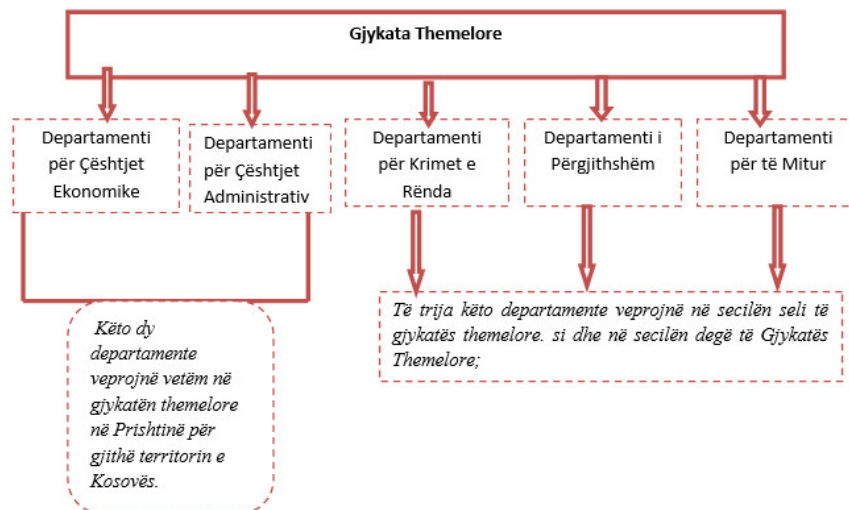 Gjykata Themelore
Departamenti
për Çështjet
Ekonomike
Departamenti
për Çështjet
Administrativ
Departamenti
për Krimet e
Rënda
Departamenti i
Përgjithshëm
Departamenti
për të Mitur
Këto dy
departamente
veprojnë vetëm në
gjykatën themelore
në Prishtinë për
gjithë territorin e
Kosovës.
Të trija këto departamente veprojnë në secilën seli të
gjykatës themelore. si dhe në secilën degë të Gjykatës
Themelore;